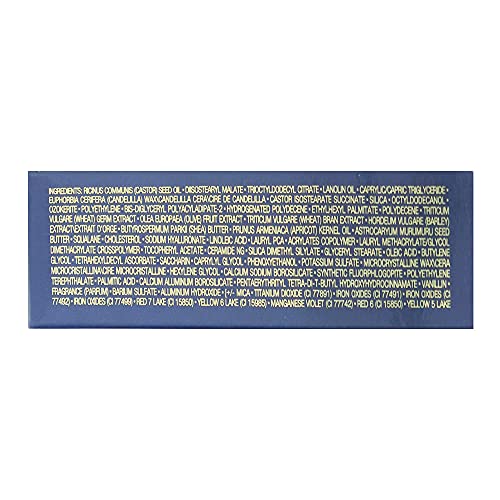 INGREDIENTS: RICINUS COMMUNIS (CASTOR) SEED OIL • DIISOSTEARYL MALATE • TRIOCTYLDODECYL CITRATE • LANOLIN OIL • CAPRYLIC/CAPRIC TRIGLYCERIDE •
EUPHORBIA CERIFERA (CANDELILLA) WAX\CANDELILLA CERA\CIRE DE CANDELILLA • CASTOR ISOSTEARATE SUCCINATE • SILICA • OCTYLDODECANOL •
OZOKERITE • POLYETHYLENE • BIS-DIGLYCERYL POLYACYLADIPATE-2 • HYDROGENATED POLYDECENE • ETHYLHEXYL PALMITATE • POLYDECENE • TRITICUM
VULGARE (WHEAT) GERM EXTRACT • OLEA EUROPAEA (OLIVE) FRUIT EXTRACT • TRITICUM VULGARE (WHEAT) BRAN EXTRACT • HORDEUM VULGARE (BARLEY)
EXTRACT\EXTRAIT D'ORGE • BUTYROSPERMUM PARKII (SHEA) BUTTER • PRUNUS ARMENIACA (APRICOT) KERNEL OIL • ASTROCARYUM MURUMURU SEED
BUTTER • SQUALANE • CHOLESTEROL • SODIUM HYALURONATE • LINOLEIC ACID • LAURYL PCA • ACRYLATES COPOLYMER • LAURYL METHACRYLATE/GLYCOL
DIMETHACRYLATE CROSSPOLYMER • TOCOPHERYL ACETATE • CERAMIDE NG • SILICA DIMETHYL SILYLATE • GLYCERYL STEARATE • OLEIC ACID • BUTYLENE
GLYCOL • TETRAHEXYLDECYL ASCORBATE • SACCHARIN • CAPRYLYL GLYCOL • PHENOXYETHANOL • POTASSIUM SULFATE • MICROCRYSTALLINE WAX\CERA
MICROCRISTALLINA\CIRE MICROCRISTALLINE • HEXYLENE GLYCOL • CALCIUM SODIUM BOROSILICATE • SYNTHETIC FLUORPHLOGOPITE • POLYETHYLENE
TEREPHTHALATE • PALMITIC ACID • CALCIUM ALUMINUM BOROSILICATE • PENTAERYTHRITYL TETRA-DI-T-BUTYL HYDROXYHYDROCINNAMATE • VANILLIN •
FRAGRANCE (PARFUM) • BARIUM SULFATE • ALUMINUM HYDROXIDE • [+/- MICA • TITANIUM DIOXIDE (CI 77891) • IRON OXIDES (CI 77491) • IRON OXIDES (CI
77492) • IRON OXIDES (CI 77499) • RED 7 LAKE (CI 15850) • YELLOW 6 LAKE (CI 15985) • MANGANESE VIOLET (CI 77742) • RED 6 (CI 15850) • YELLOW 5 LAKE